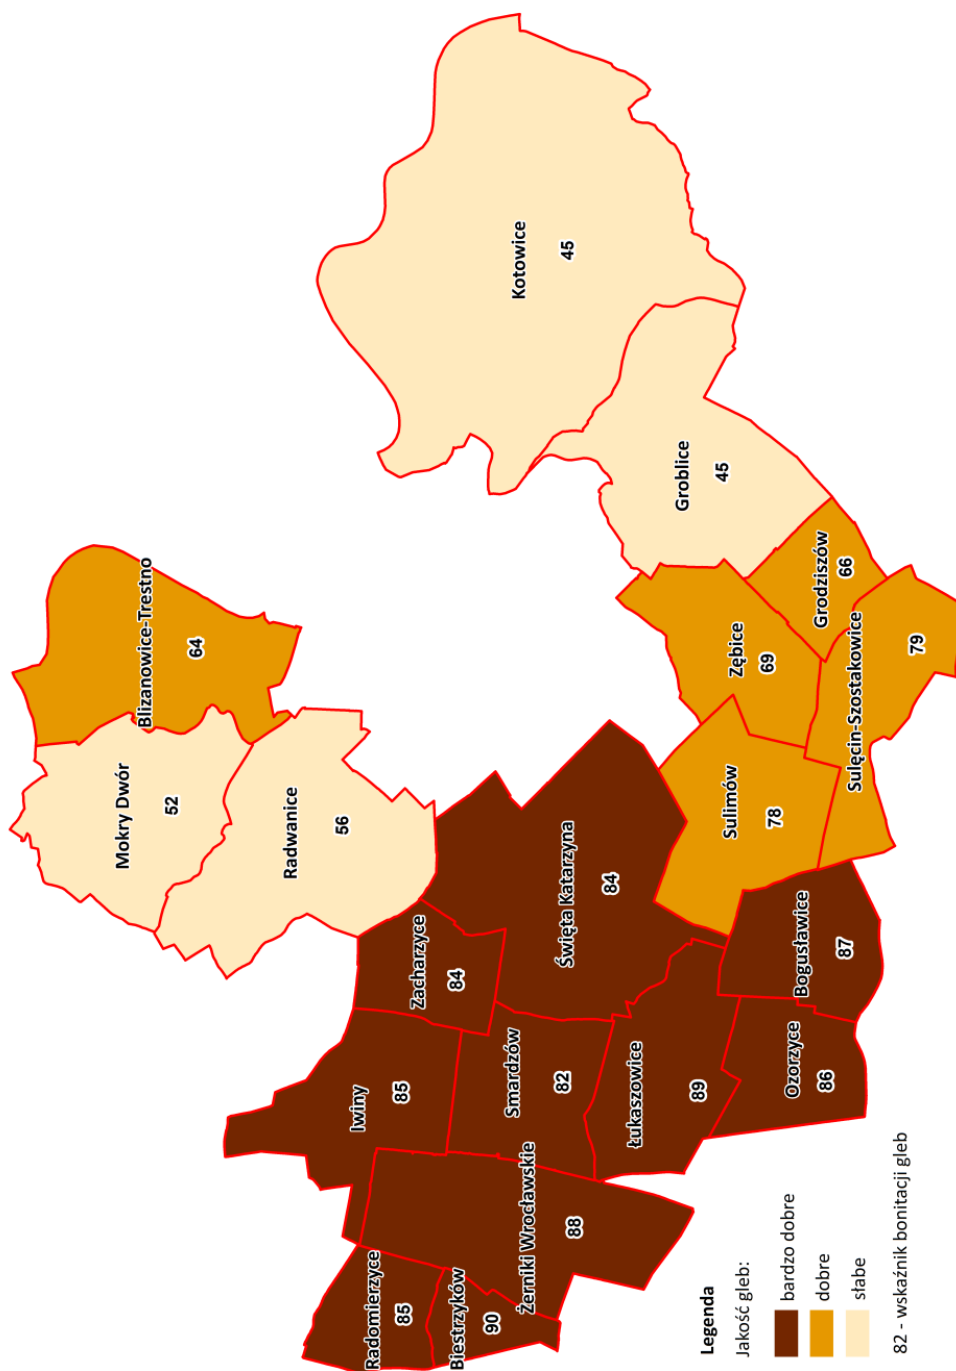 Radomierzyce
85
Biestrzyków
90
Żerniki Wrocławskie
88
Iwiny
85
Smardzów
82
Łukaszowice
89
Ozorzyce
86
Zacharzyce
84
Święta Katarzyna
84
Bogusławice
87
Radwanice
56
Mokry Dwór
52
Blizanowice-Trestno
64
Sulimów
78
Sulęcin-Szostakowice
79
Zębice
69
Grodziszów
66
Groblice
45
Kotowice
45
Legenda
Jakość gleb:
bardzo dobre
dobre
słabe
82 - wskaźnik bonitacji gleb